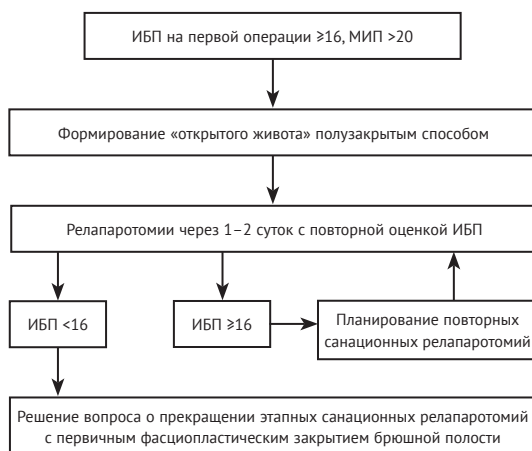 ИБП на первой операции ⩾16, МИП >20
Формирование «открытого живота» полузакрытым способом
Релапаротомии через 1–2 суток с повторной оценкой ИБП
ИБП <16
ИБП ⩾16
Планирование повторных
санационных релапаротомий
Решение вопроса о прекращении этапных санационных релапаротомий
с первичным фасциопластическим закрытием брюшной полости